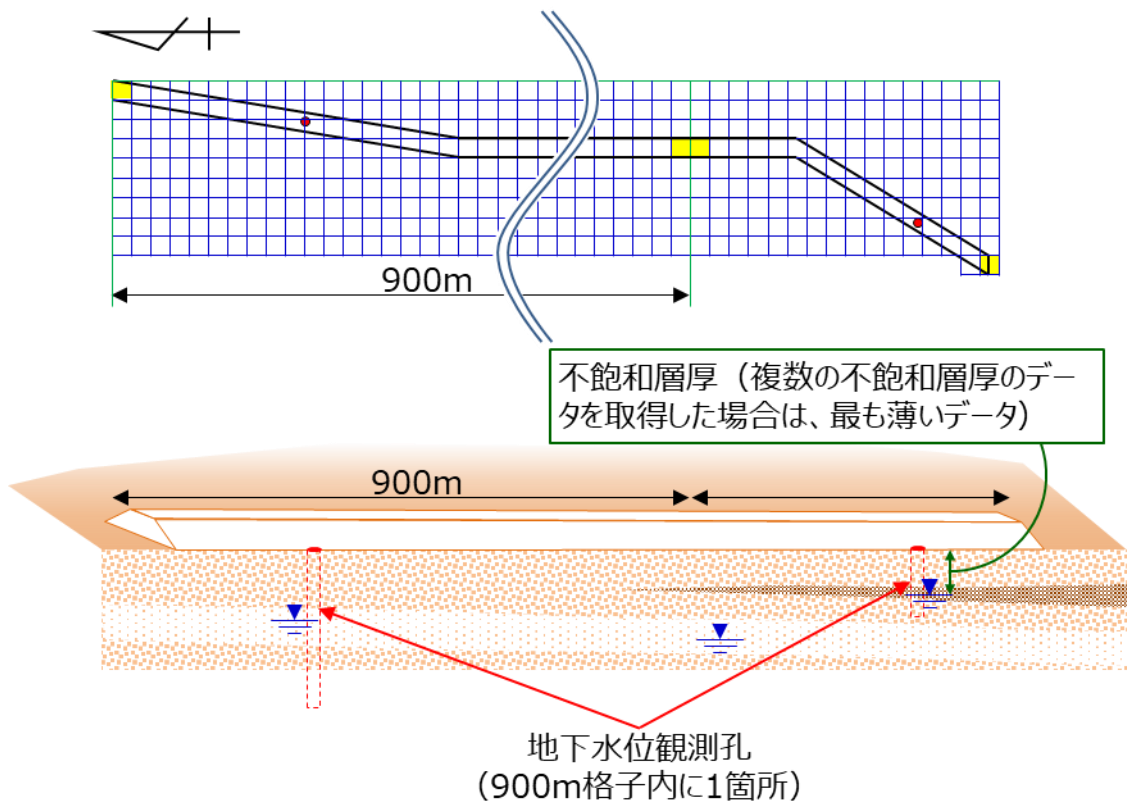 900m
不飽和層厚（複数の不飽和層厚のデー
タを取得した場合は、最も薄いデータ）
900m
地下水位観測孔
（900m格子内に1箇所）